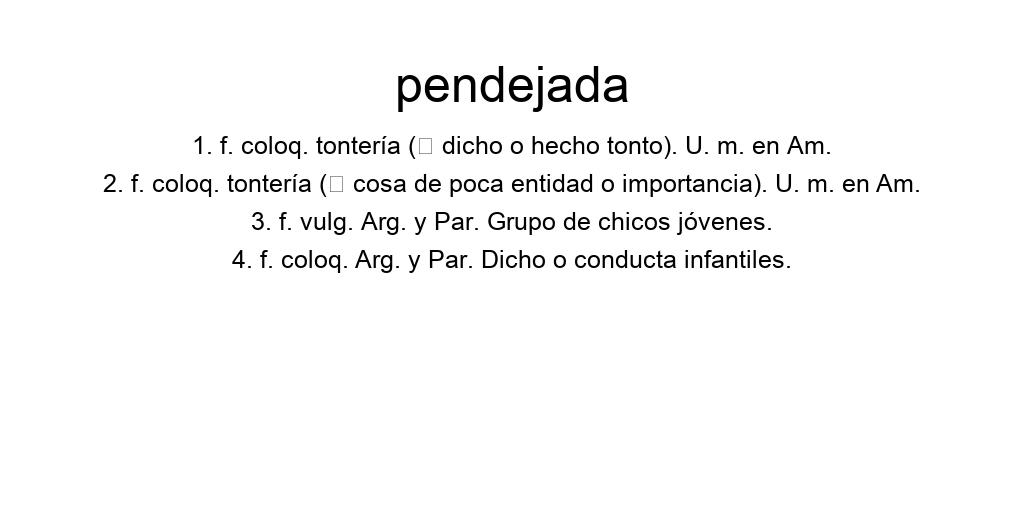 pendejada
1. f. coloq. tontería (▯ dicho o hecho tonto). U. m. en Am.
2. f. coloq. tontería (▯ cosa de poca entidad o importancia). U. m. en Am.
3. f. vulg. Arg. y Par. Grupo de chicos jóvenes.
4. f. coloq. Arg. y Par. Dicho o conducta infantiles.